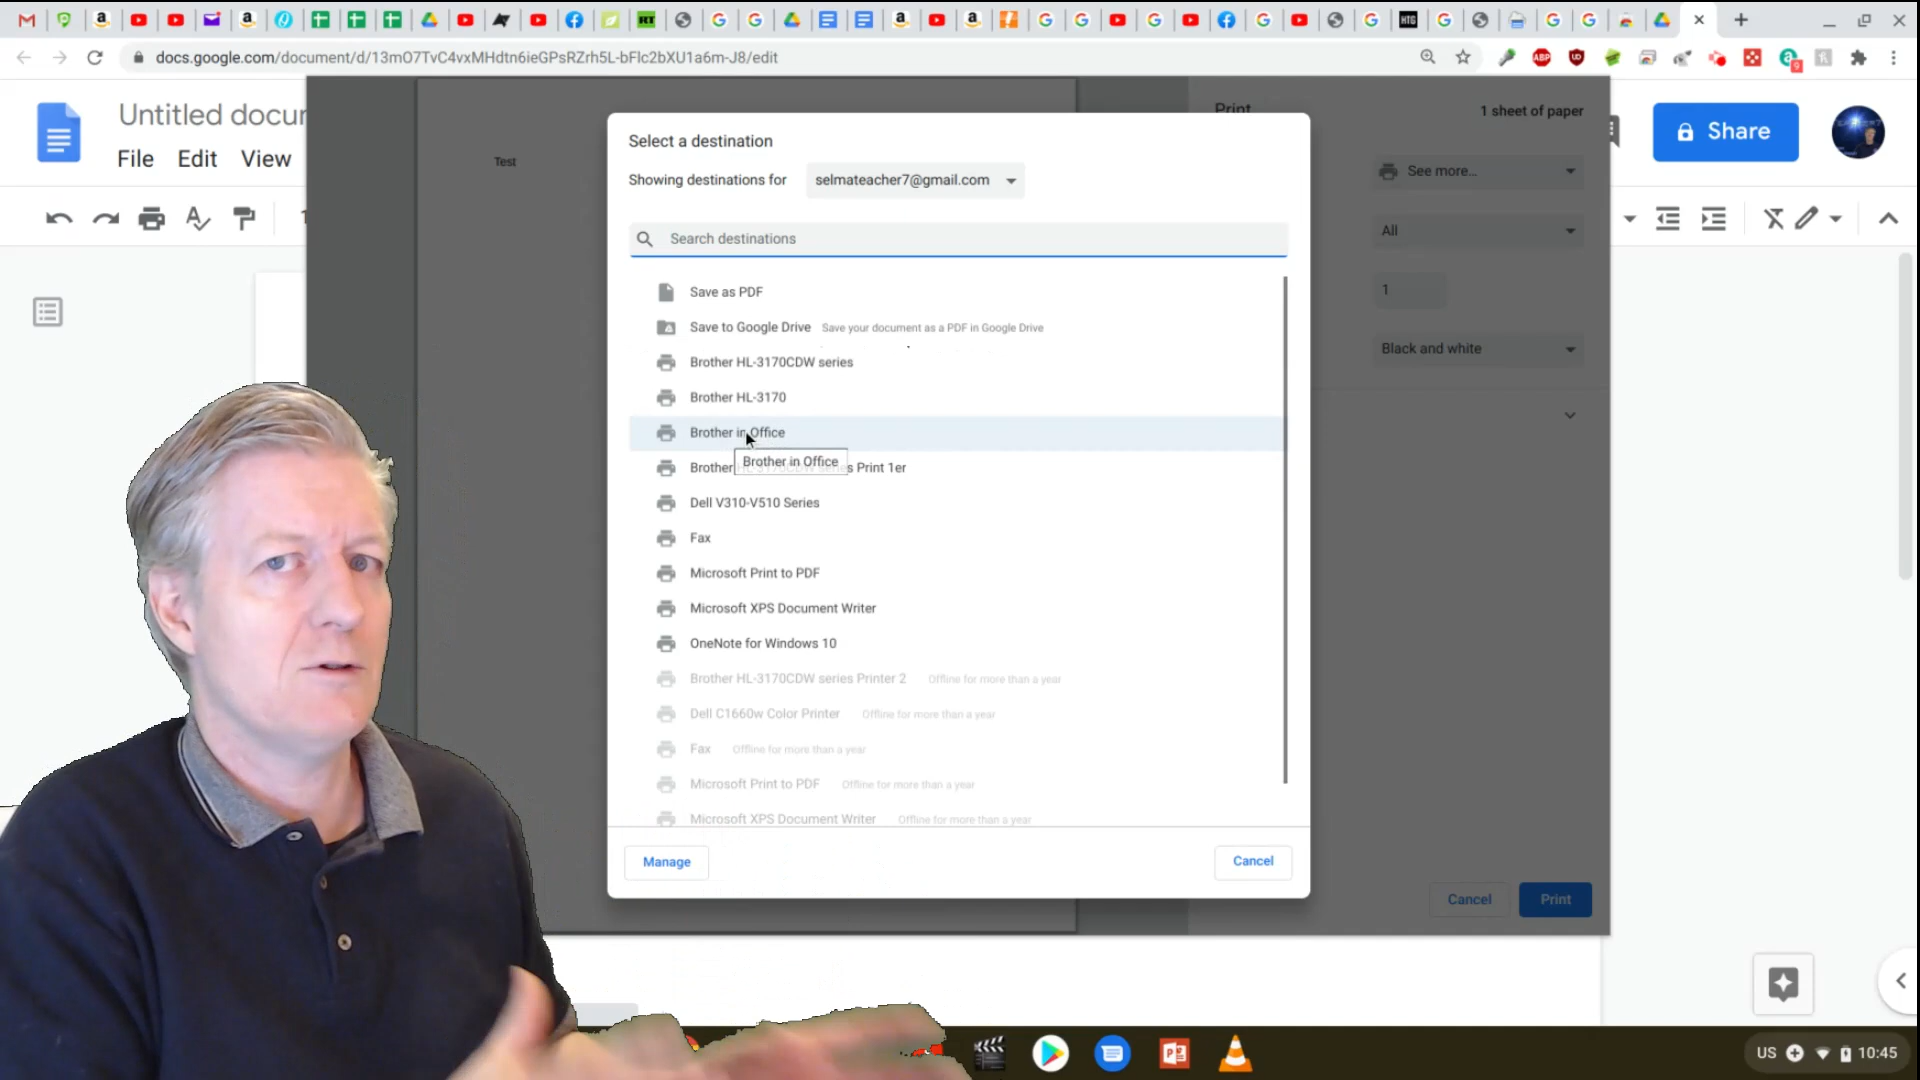 docs.google.com/document/d/13mO7TvC4vxMHdtn6ieGPsRZrh5L-bFlc2bXU1a6m-J8/edit
Untitled docur
File Edit View
Share
Test
Print
1 sheet of paper
See more...
All
1
Black and white
Cancel
Print
Select a destination
Showing destinations for
selmateacher7@gmail.com
Search destinations
Save as PDF
Save to Google Drive Save your document as a PDF in Google Drive
Brother HL-3170CDW series
Brother HL-3170
Brother in Office
Brother in Office
Brother s Print 1er
Dell V310-V510 Series
Fax
Microsoft Print to PDF
Microsoft XPS Document Writer
OneNote for Windows 10
Brother HL-3170CDW series Printer 2 Offline for more than a year
Dell C1660w Color Printer Offline for more than a year
Fax Offline for more than a year
Microsoft Print to PDF Offline for more than a year
Microsoft XPS Document Writer Offline for more than a year
Manage
Cancel
US
10:45